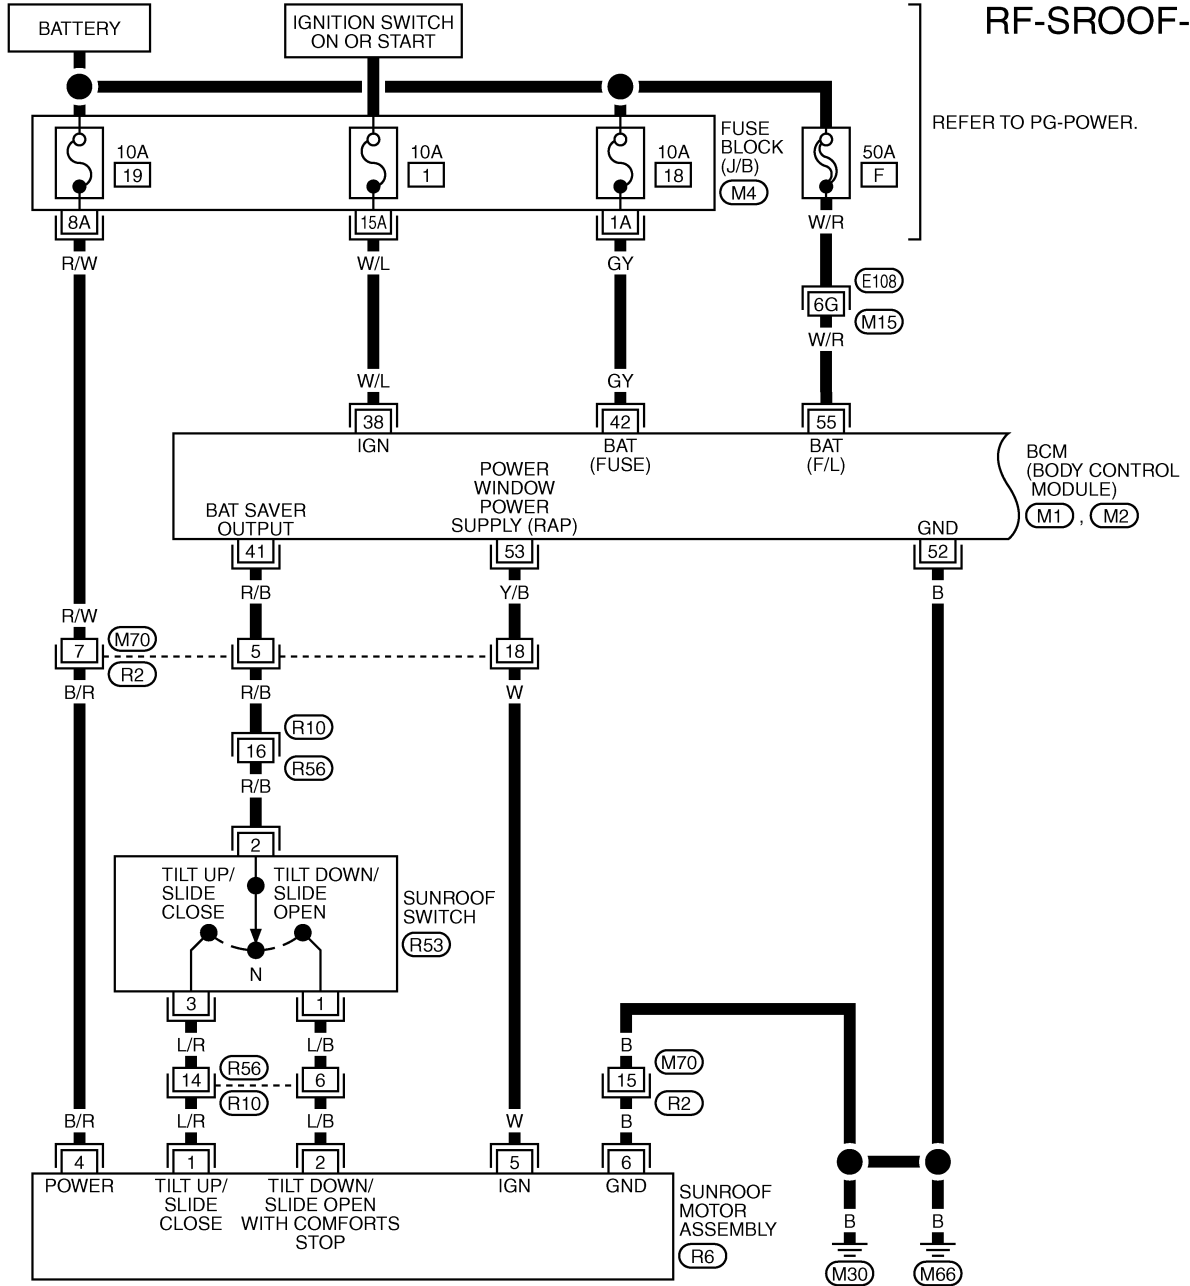 RF-SROOF-
BATTERY
IGNITION SWITCH
ON OR START
REFER TO PG-POWER.
10A
19
10A
1
10A
18
FUSE
BLOCK
(J/B)
M4
50A
F
8A
15A
1A
W/R
R/W
W/L
GY
E108
6G
M15
W/R
W/L
GY
38
42
55
IGN
BAT
(FUSE)
BAT
(F/L)
BCM
(BODY CONTROL
MODULE)
M1 , M2
BAT SAVER
OUTPUT
POWER
WINDOW
POWER
SUPPLY (RAP)
GND
41
53
52
R/B
Y/B
B
R/W
7
M70
R2
5
18
B/R
R/B
W
R10
16
R56
R/B
2
TILT UP/
SLIDE
CLOSE
TILT DOWN/
SLIDE
OPEN
N
SUNROOF
SWITCH
R53
3
1
L/R
L/B
B
14
R56
R10
6
15
M70
R2
B/R
L/R
L/B
W
B
4
1
2
5
6
POWER
TILT UP/
SLIDE
CLOSE
TILT DOWN/
SLIDE OPEN
WITH COMFORTS
STOP
IGN
GND
SUNROOF
MOTOR
ASSEMBLY
R6
B
B
M30
M66